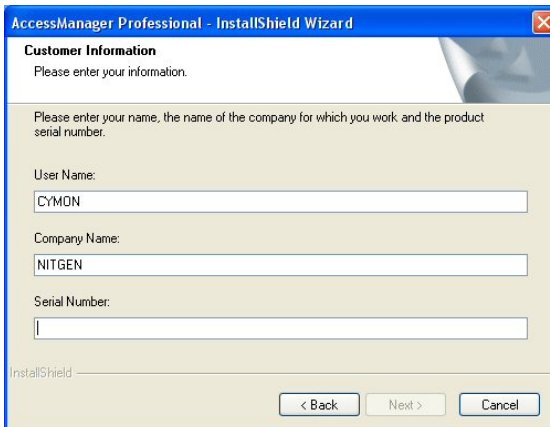 AccessManager Professional - InstallShield Wizard
Customer Information
Please enter your information.
Please enter your name, the name of the company for which you work and the product
serial number.
User Name:
CYMON
Company Name:
NITGEN
Serial Number:
InstallShield
< Back Next > Cancel